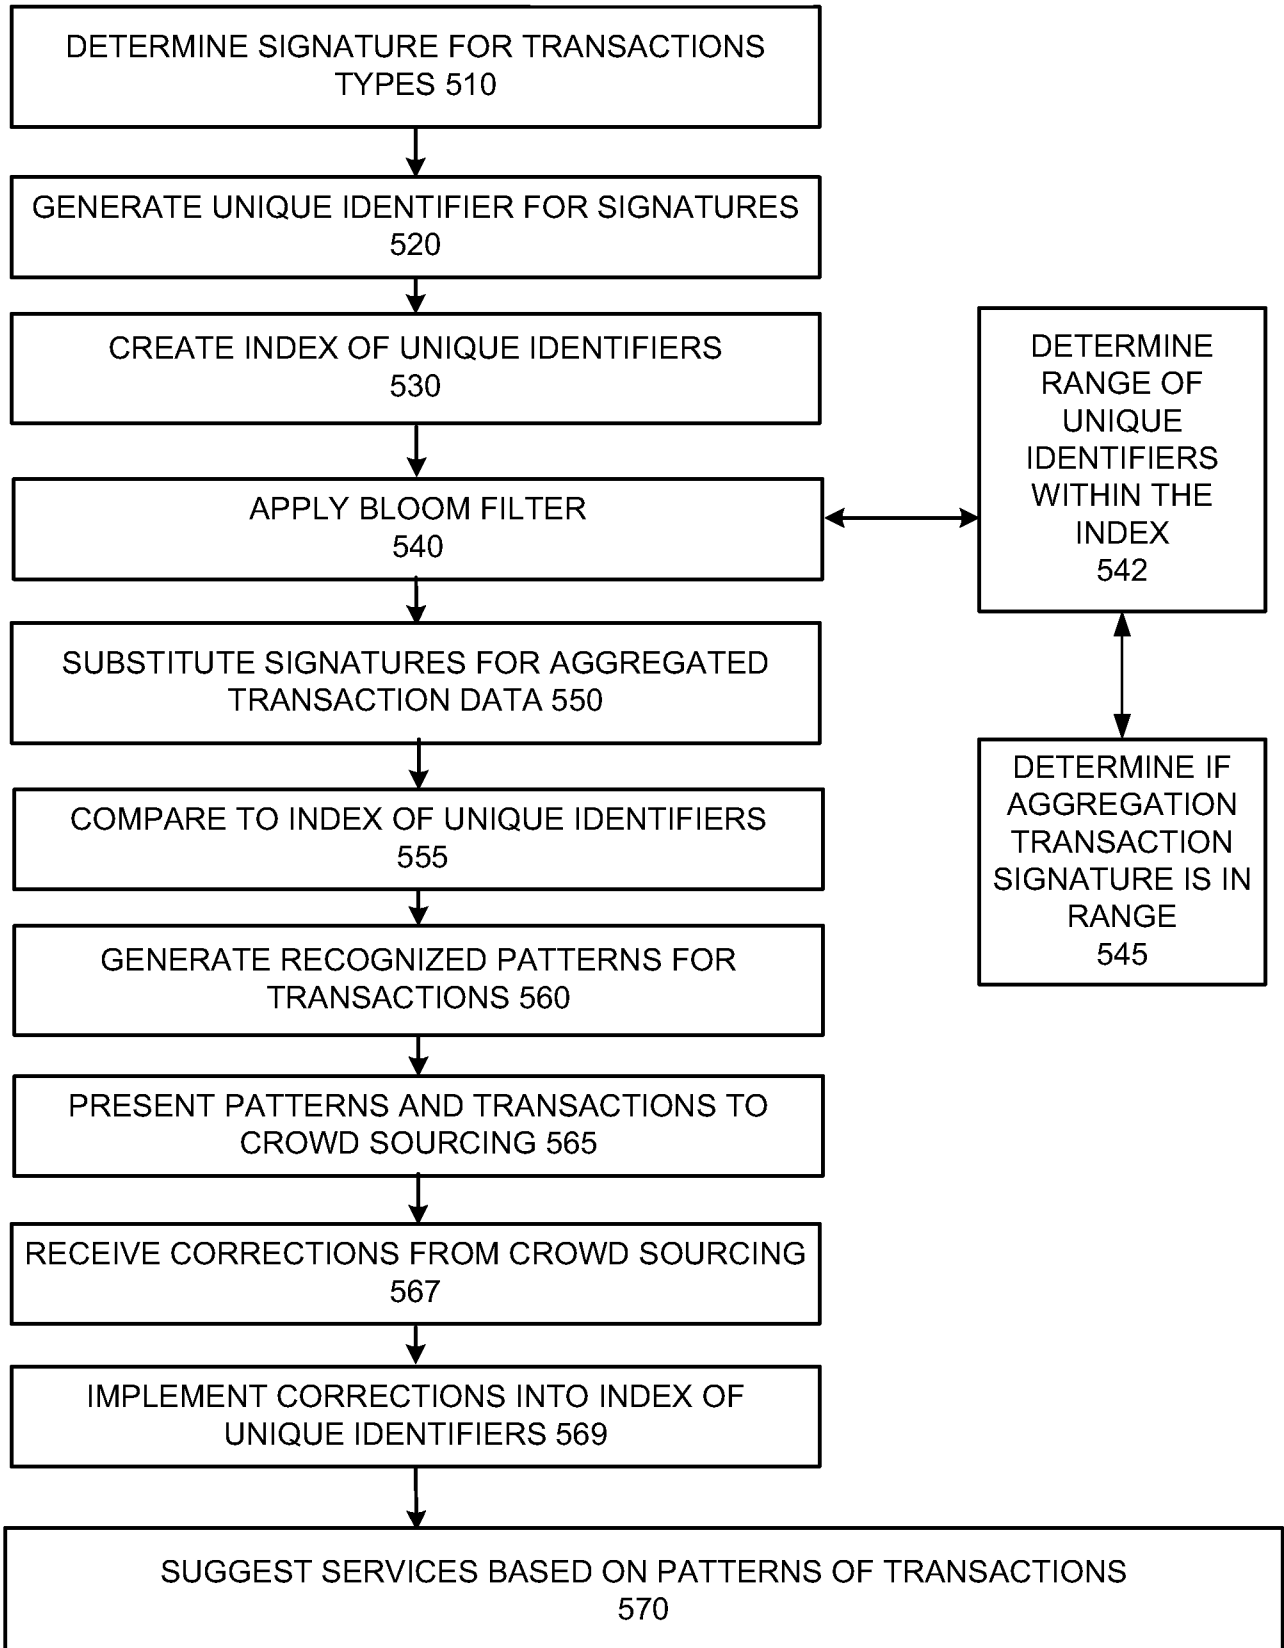 DETERMINE SIGNATURE FOR TRANSACTIONS
TYPES 510
GENERATE UNIQUE IDENTIFIER FOR SIGNATURES
520
CREATE INDEX OF UNIQUE IDENTIFIERS
530
APPLY BLOOM FILTER
540
DETERMINE
RANGE OF
UNIQUE
IDENTIFIERS
WITHIN THE
INDEX
542
SUBSTITUTE SIGNATURES FOR AGGREGATED
TRANSACTION DATA 550
COMPARE TO INDEX OF UNIQUE IDENTIFIERS
555
DETERMINE IF
AGGREGATION
TRANSACTION
SIGNATURE IS IN
RANGE
545
GENERATE RECOGNIZED PATTERNS FOR
TRANSACTIONS 560
PRESENT PATTERNS AND TRANSACTIONS TO
CROWD SOURCING 565
RECEIVE CORRECTIONS FROM CROWD SOURCING
567
IMPLEMENT CORRECTIONS INTO INDEX OF
UNIQUE IDENTIFIERS 569
SUGGEST SERVICES BASED ON PATTERNS OF TRANSACTIONS
570